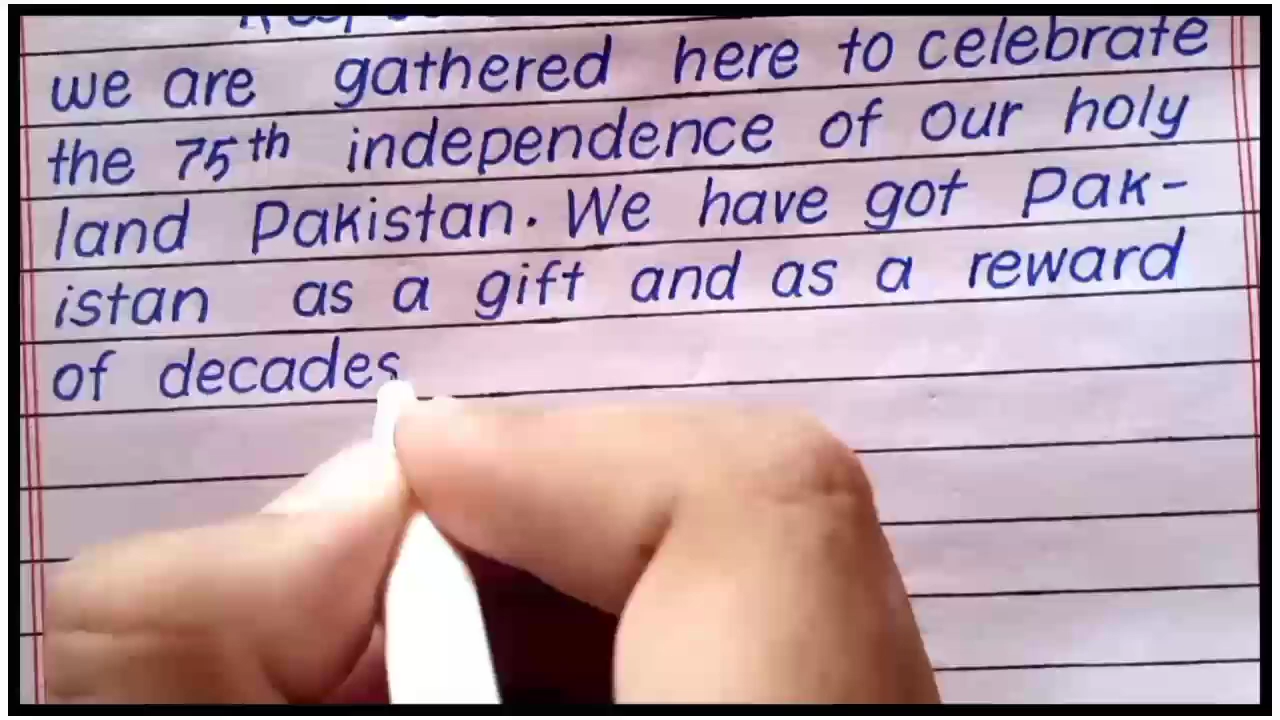 we are gathered here to celebrate
the 75th independence of our holy
land Pakistan. We have got Pak-
istan as a gift and as a reward
of decades